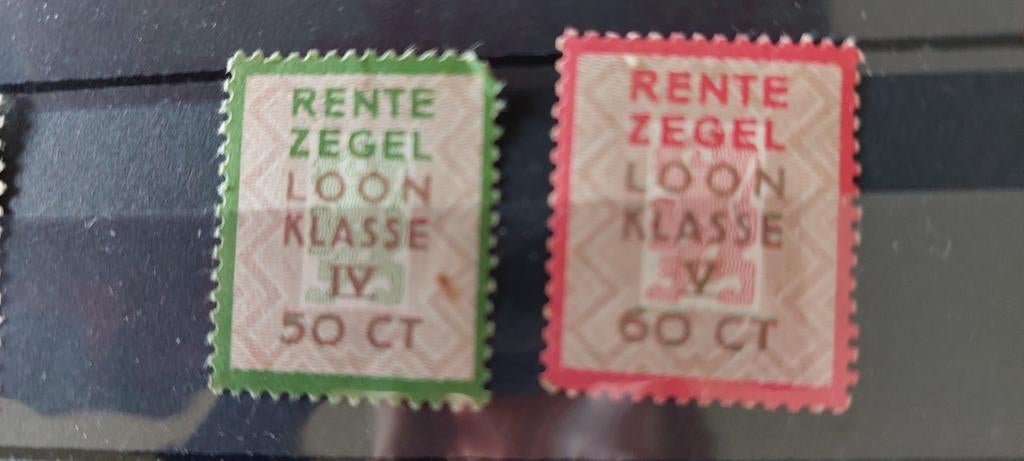 RENTE
ZEGEL
LOON
KLASSE
IV
50 CT
RENTE
ZEGEL
LOON
KLASSE
V
60 CT